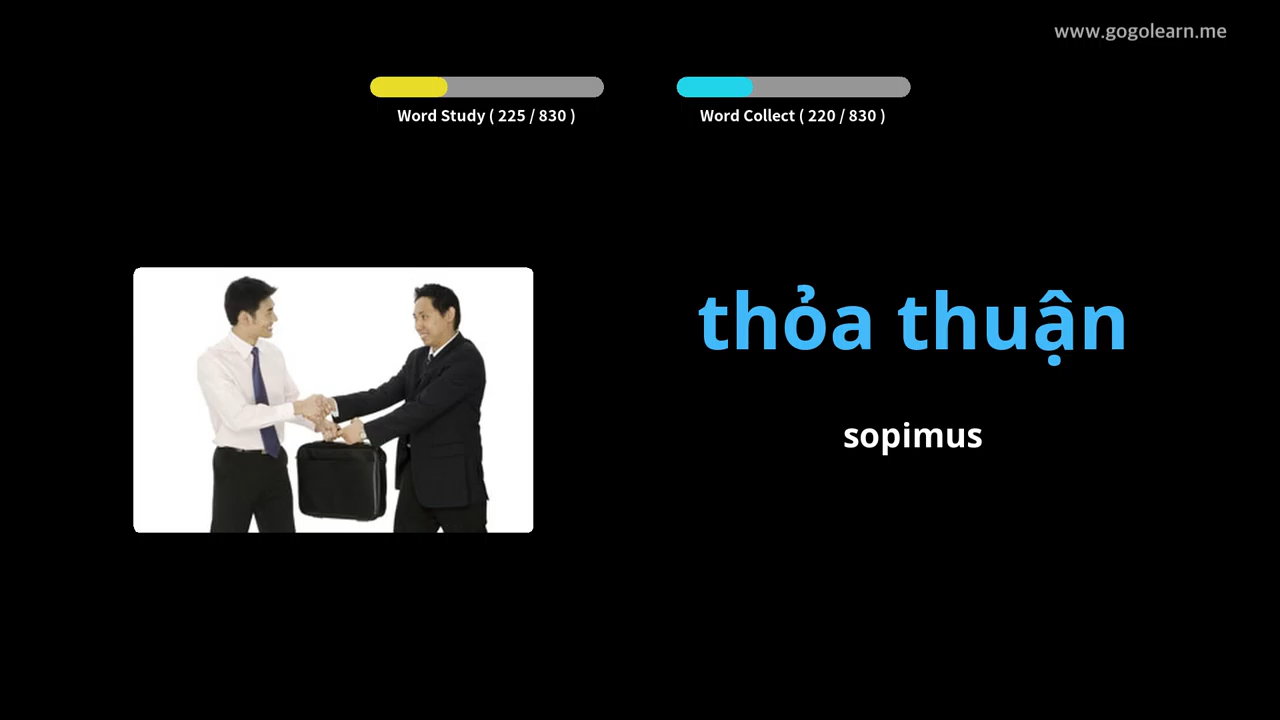 www.gogolearn.me
Word Study ( 225 / 830 )
Word Collect ( 220 / 830 )
thỏa thuận
sopimus